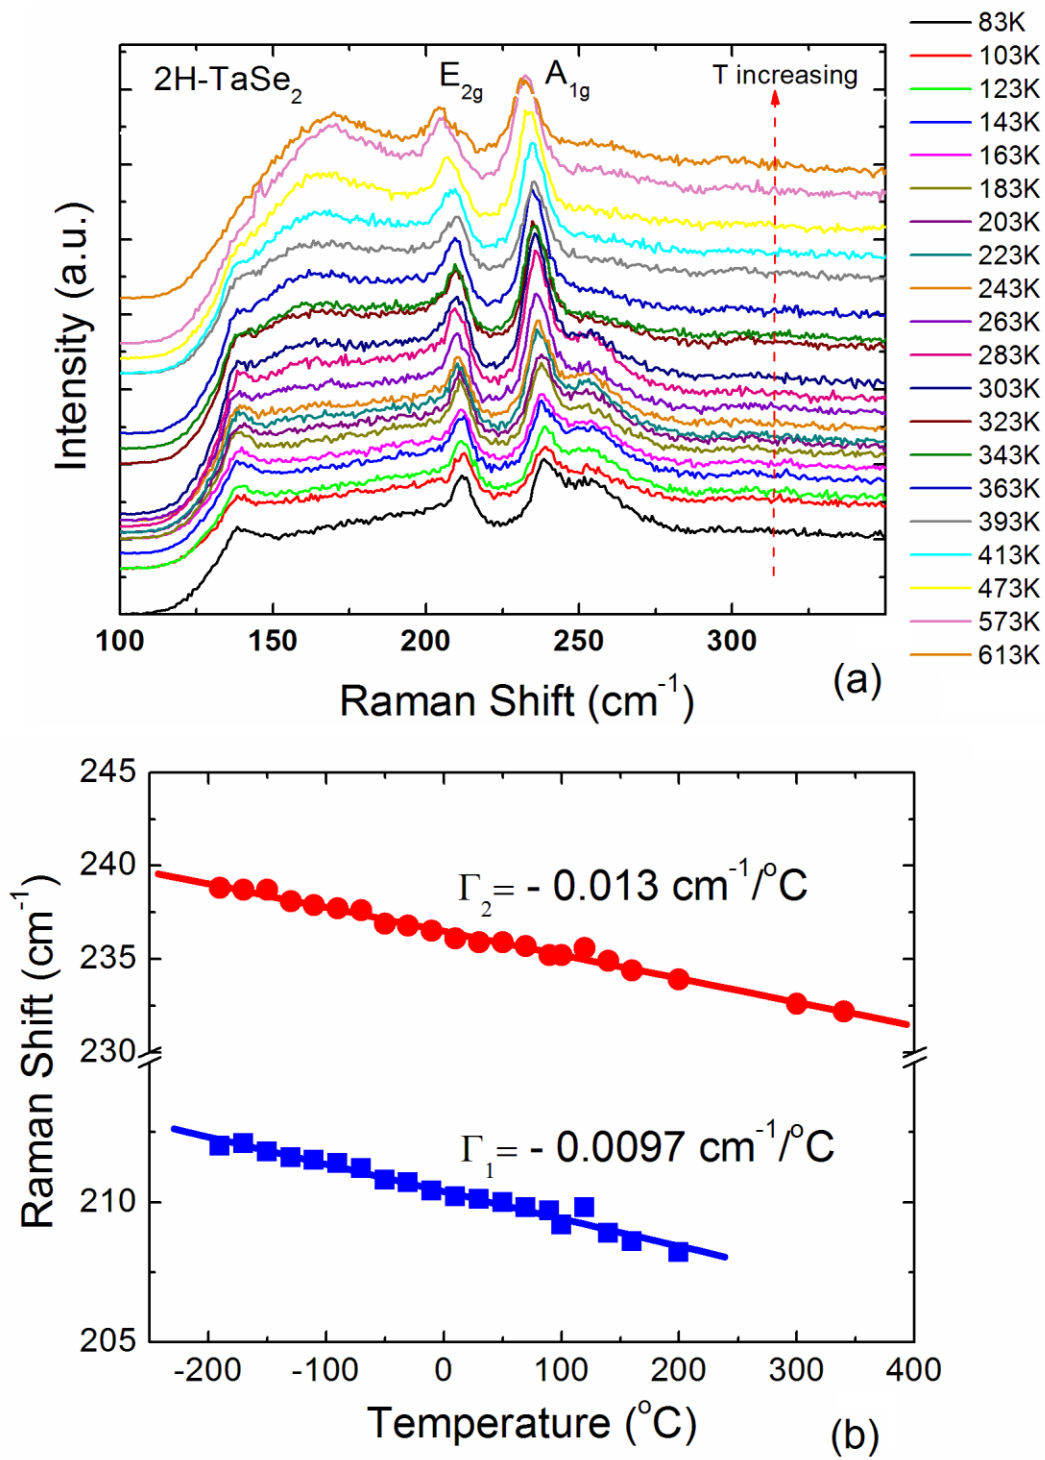 2H-TaSe2
E2g
A1g
T increasing
Intensity (a.u.)
100 150 200 250 300
Raman Shift (cm-1)
(a)
83K
103K
123K
143K
163K
183K
203K
223K
243K
263K
283K
303K
323K
343K
363K
393K
413K
473K
573K
613K
245
240
235
230
210
205
Γ2= - 0.013 cm-1/oC
Γ1= - 0.0097 cm-1/oC
Raman Shift (cm-1)
-200 -100 0 100 200 300 400
Temperature (oC)
(b)